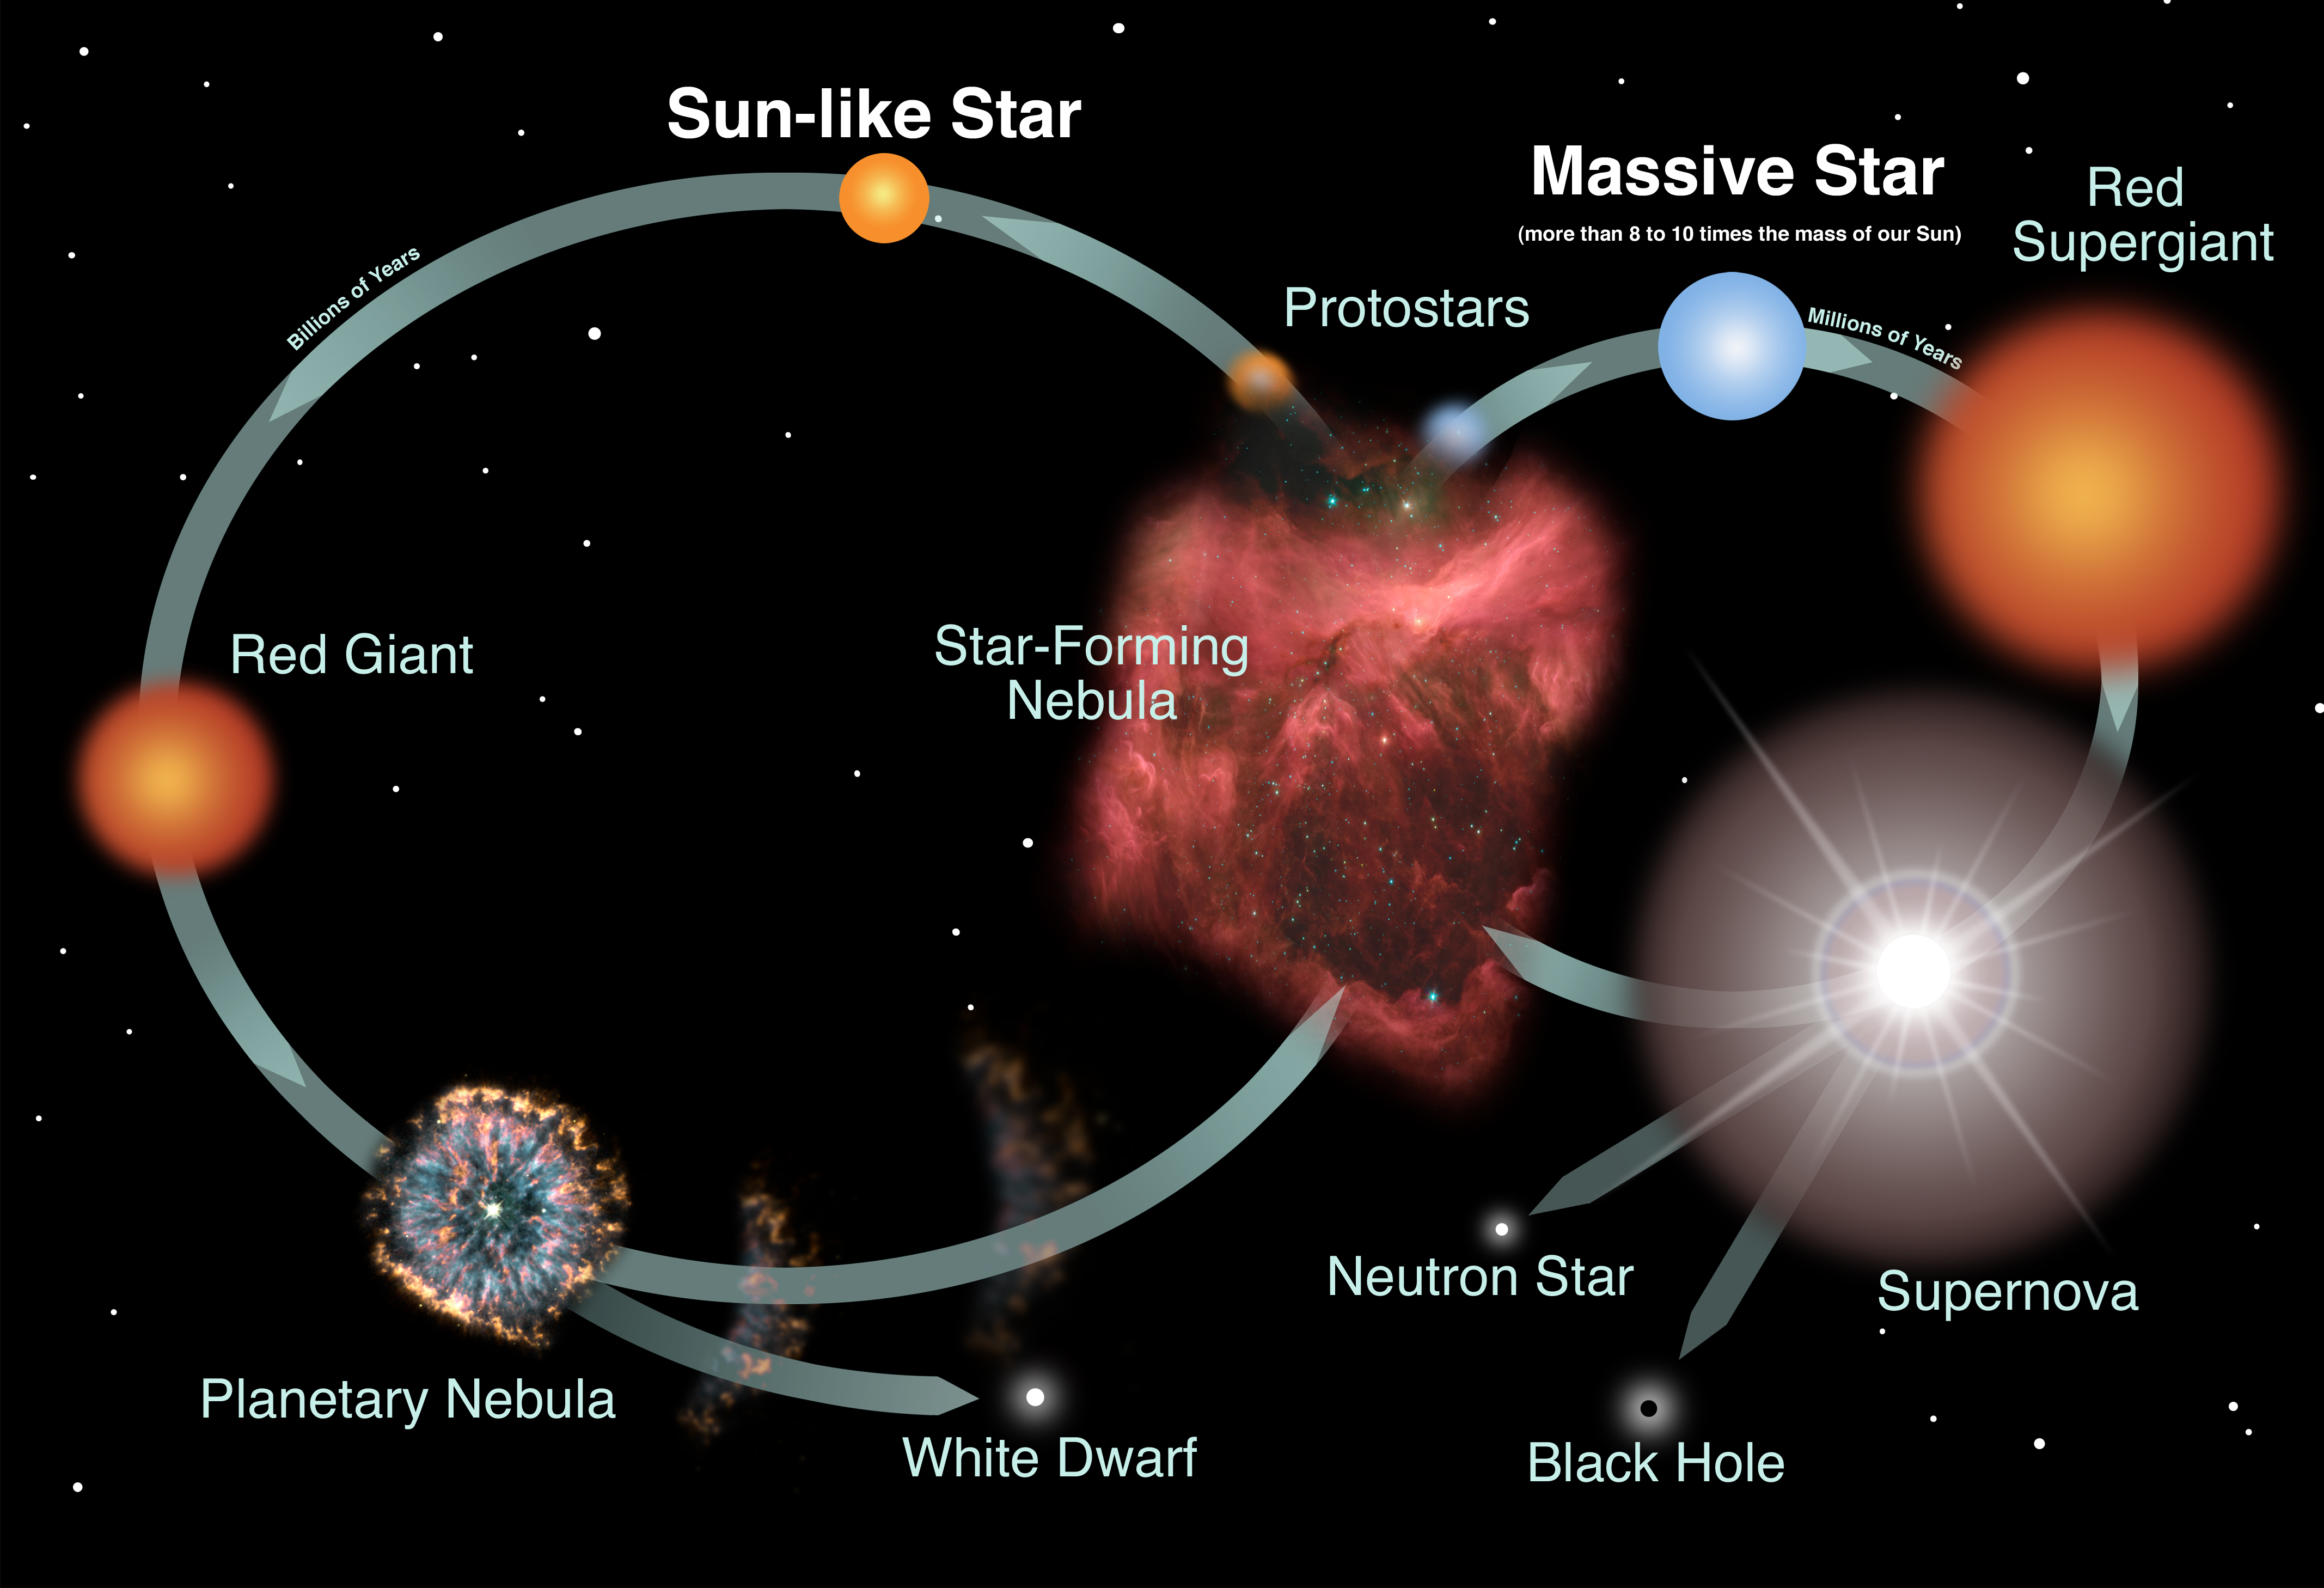 Sun-like Star
Massive Star
(more than 8 to 10 times the mass of our Sun)
Red
Supergiant
Billions of Years
Protostars
Millions of Years
Red Giant
Star-Forming
Nebula
Neutron Star
Supernova
Planetary Nebula
White Dwarf
Black Hole